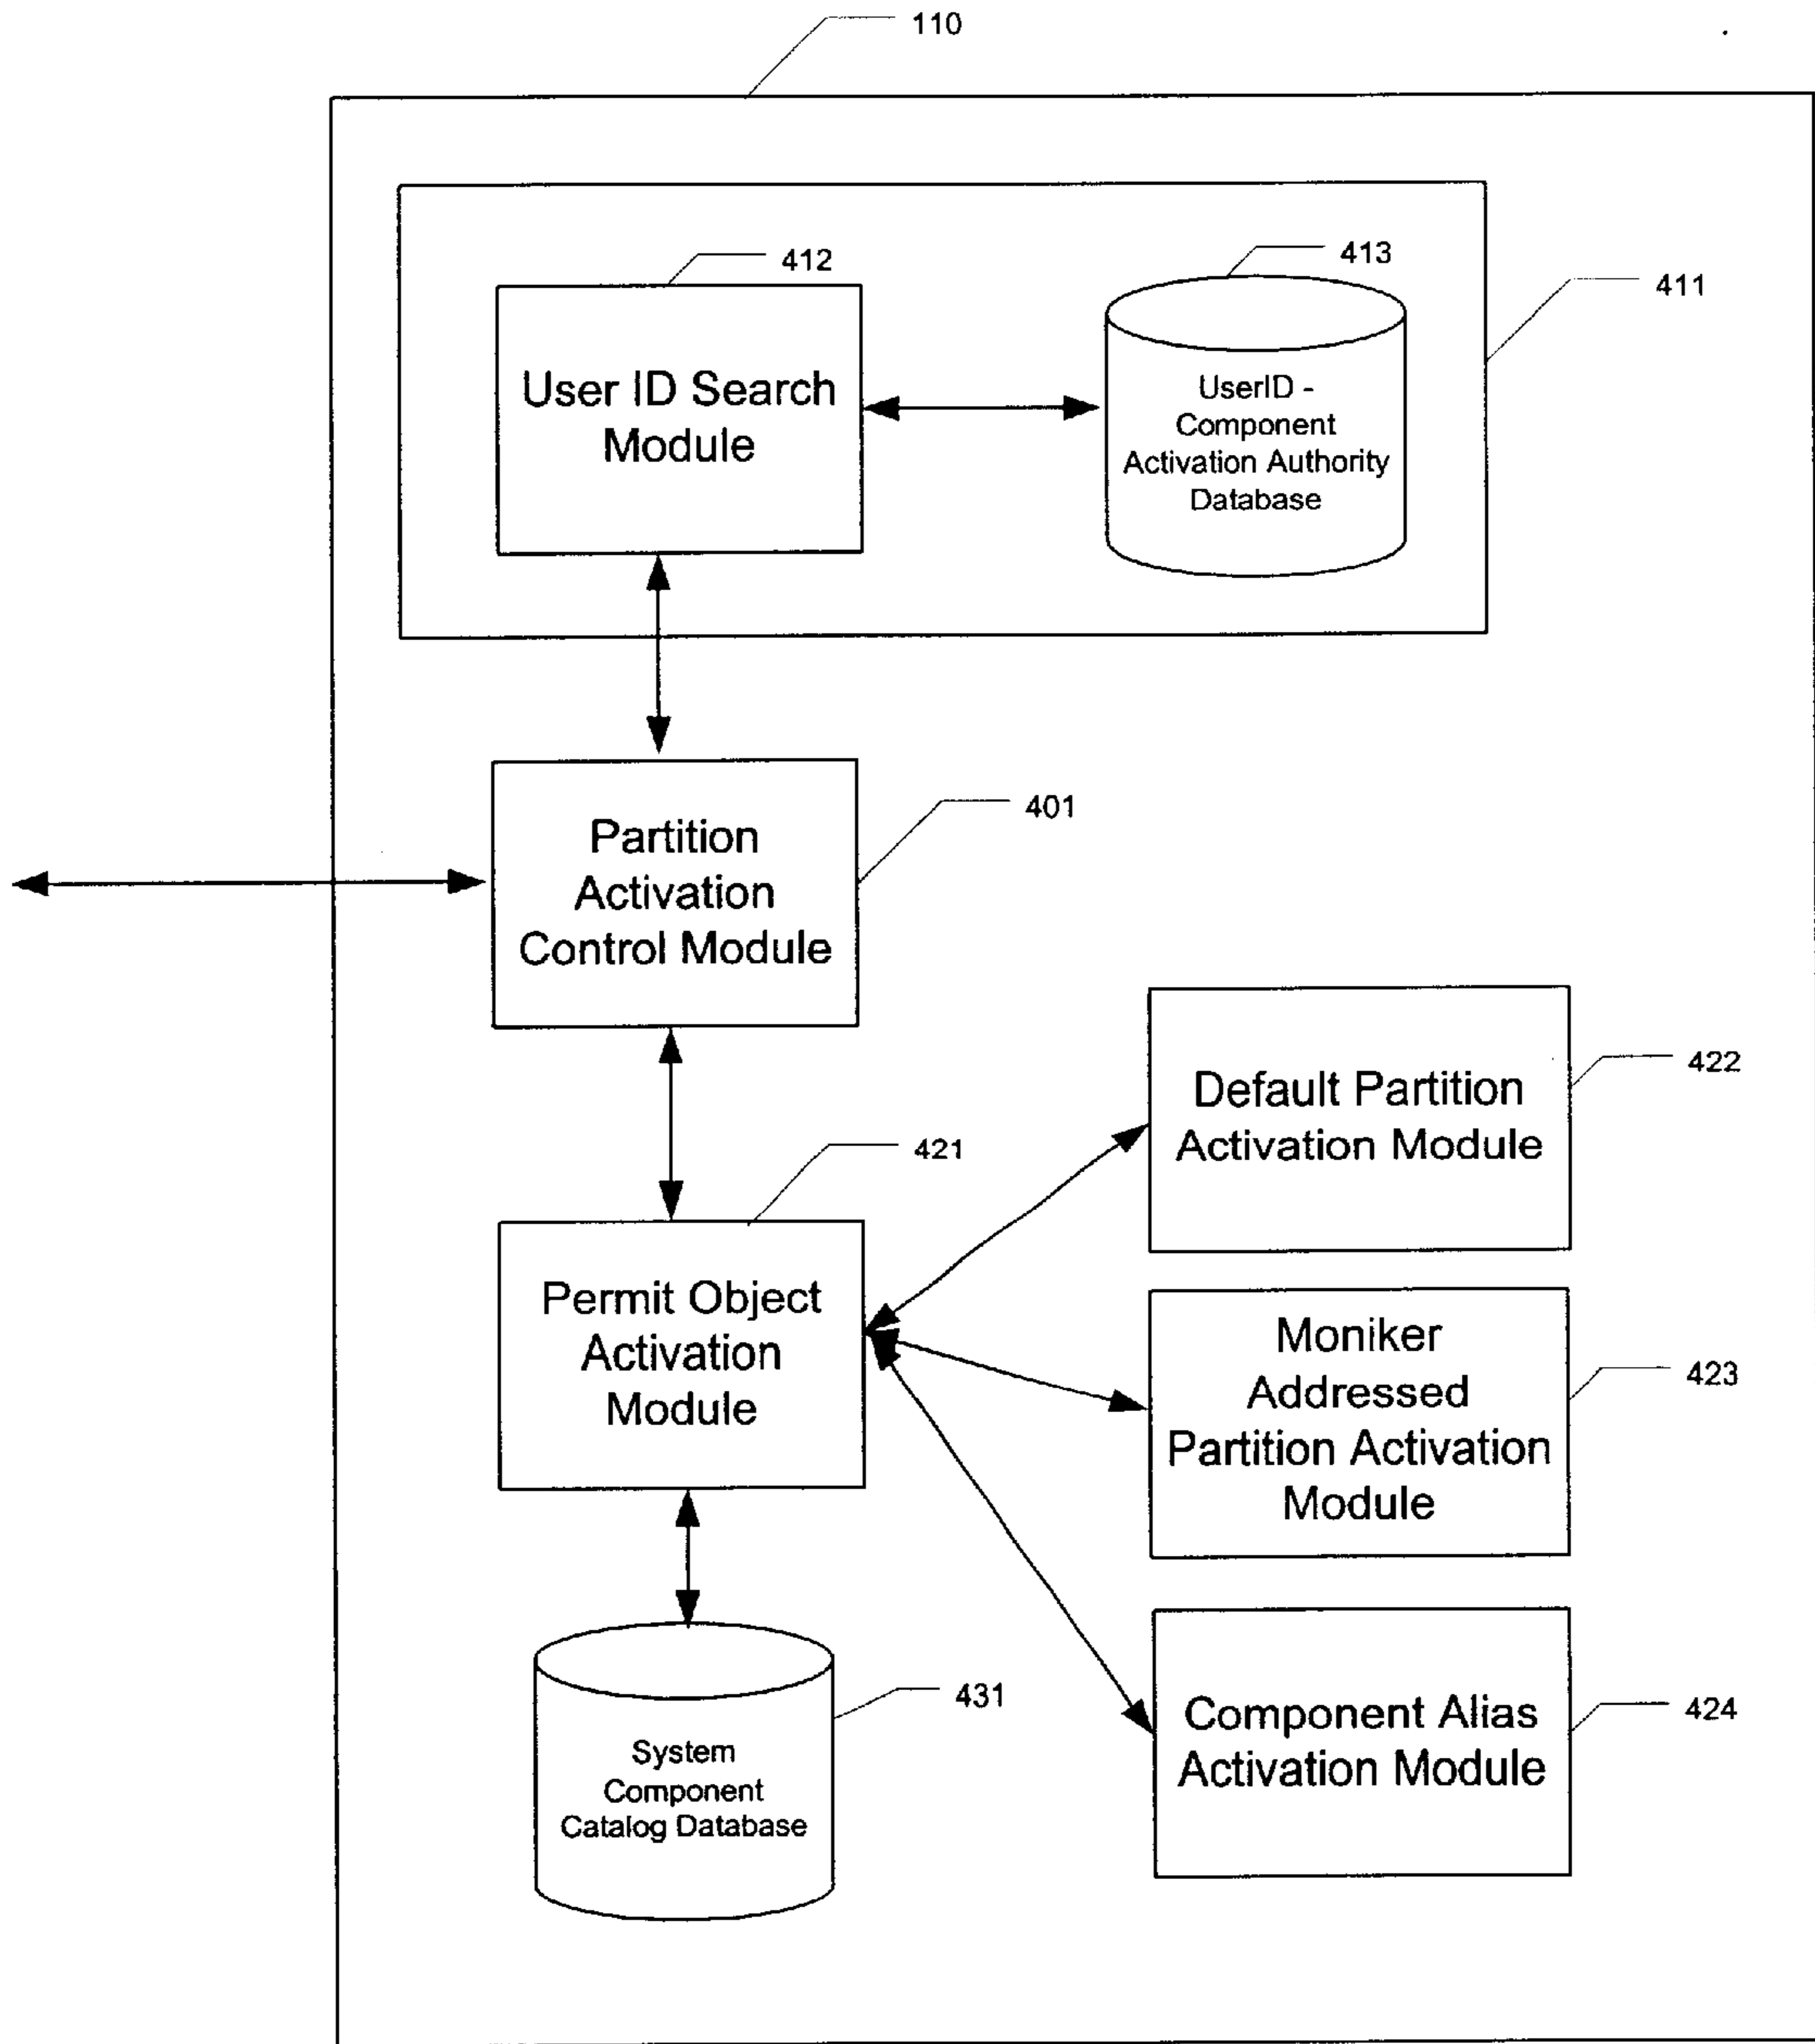 110
412
413
411
User ID Search
Module
UserID -
Component
Activation Authority
Database
401
Partition
Activation
Control Module
422
Default Partition
Activation Module
421
Permit Object
Activation
Module
423
Moniker
Addressed
Partition Activation
Module
431
System
Component
Catalog Database
424
Component Alias
Activation Module